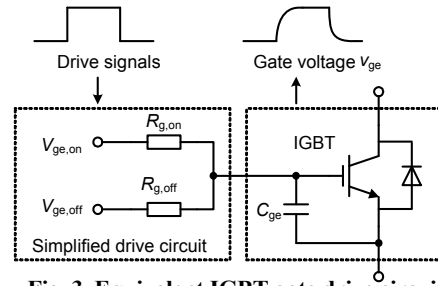 Drive signals
Gate voltage vge
Vge,on
Rg,on
Vge,off
Rg,off
Simplified drive circuit
IGBT
Cge
Fig. 3. Equivalent IGBT gate drive circui